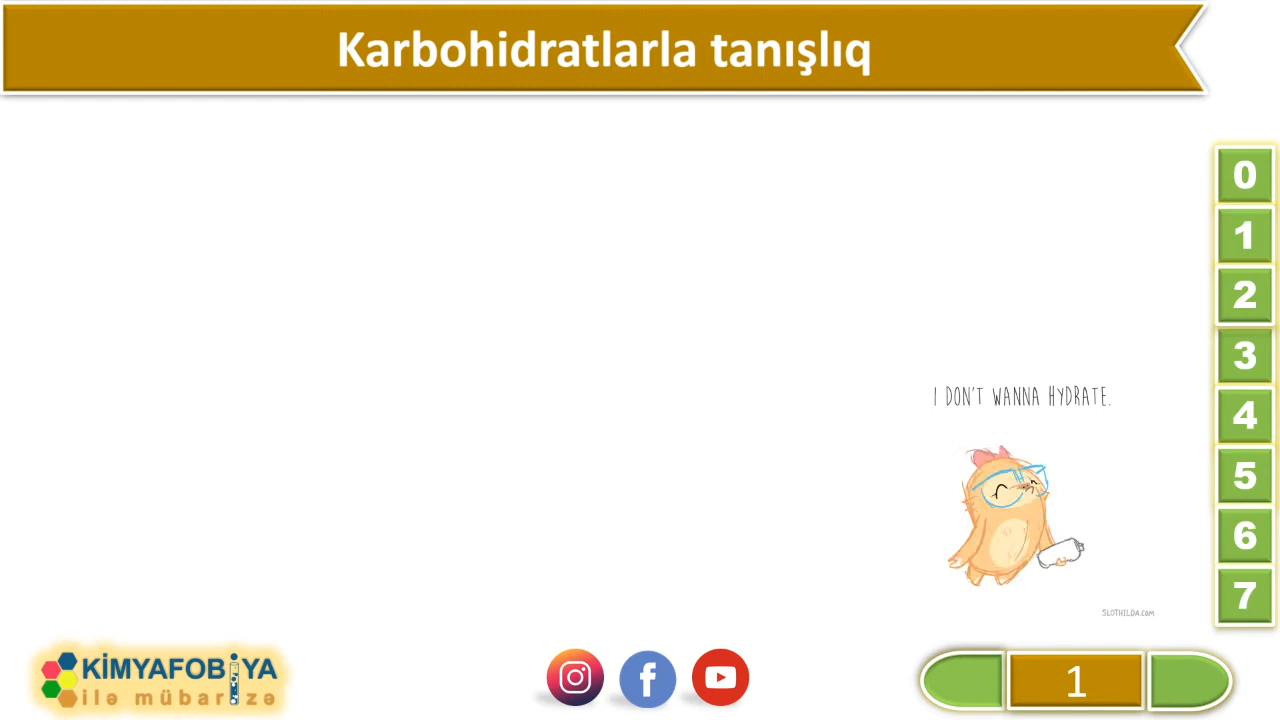 Karbohidratlarla tanışlıq
0
1
2
3
4
5
6
7
I DON'T WANNA HYDRATE.
SLOTHILDA.COM
KİMYAFOBİYA
ilə mübarizə
1